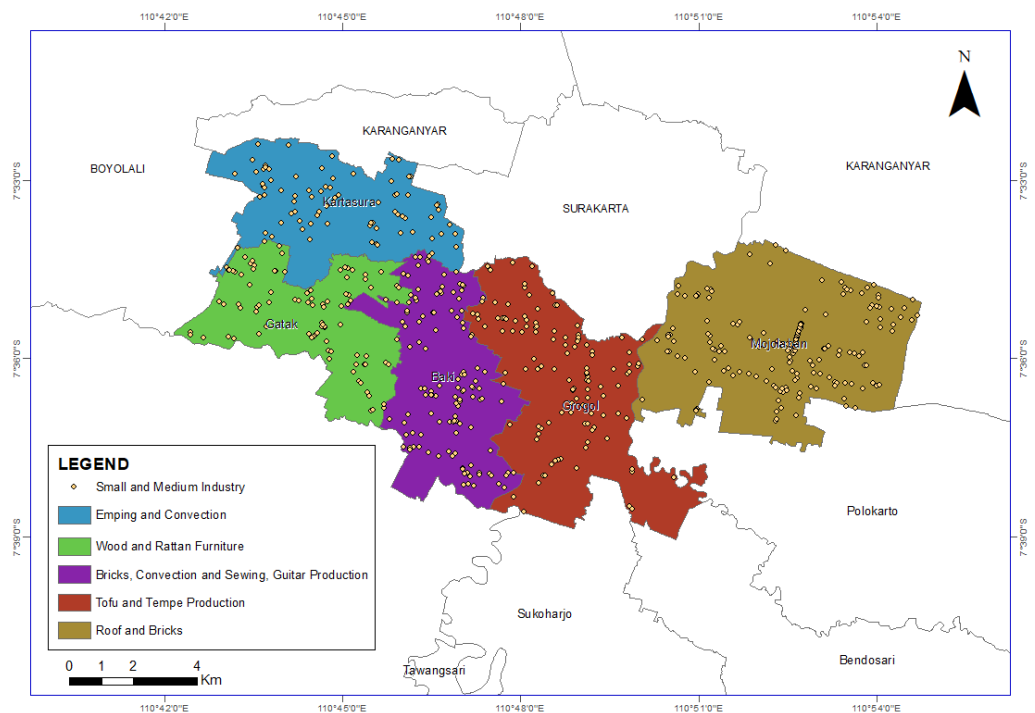 110°42'0"E 110°45'0"E 110°48'0"E 110°51'0"E 110°54'0"E
N
KARANGANYAR
BOYOLALI
KARANGANYAR
7°33'0"S
7°33'0"S
Kartasura
SURAKARTA
Gatak
Mojolaban
7°36'0"S
7°36'0"S
Baki
Grogol
LEGEND
Small and Medium Industry
Emping and Convection
Wood and Rattan Furniture
Bricks, Convection and Sewing, Guitar Production
Tofu and Tempe Production
Roof and Bricks
0 1 2 4
Km
Polokarto
7°39'0"S
7°39'0"S
Sukoharjo
Bendosari
Tawangsari
110°42'0"E 110°45'0"E 110°48'0"E 110°51'0"E 110°54'0"E